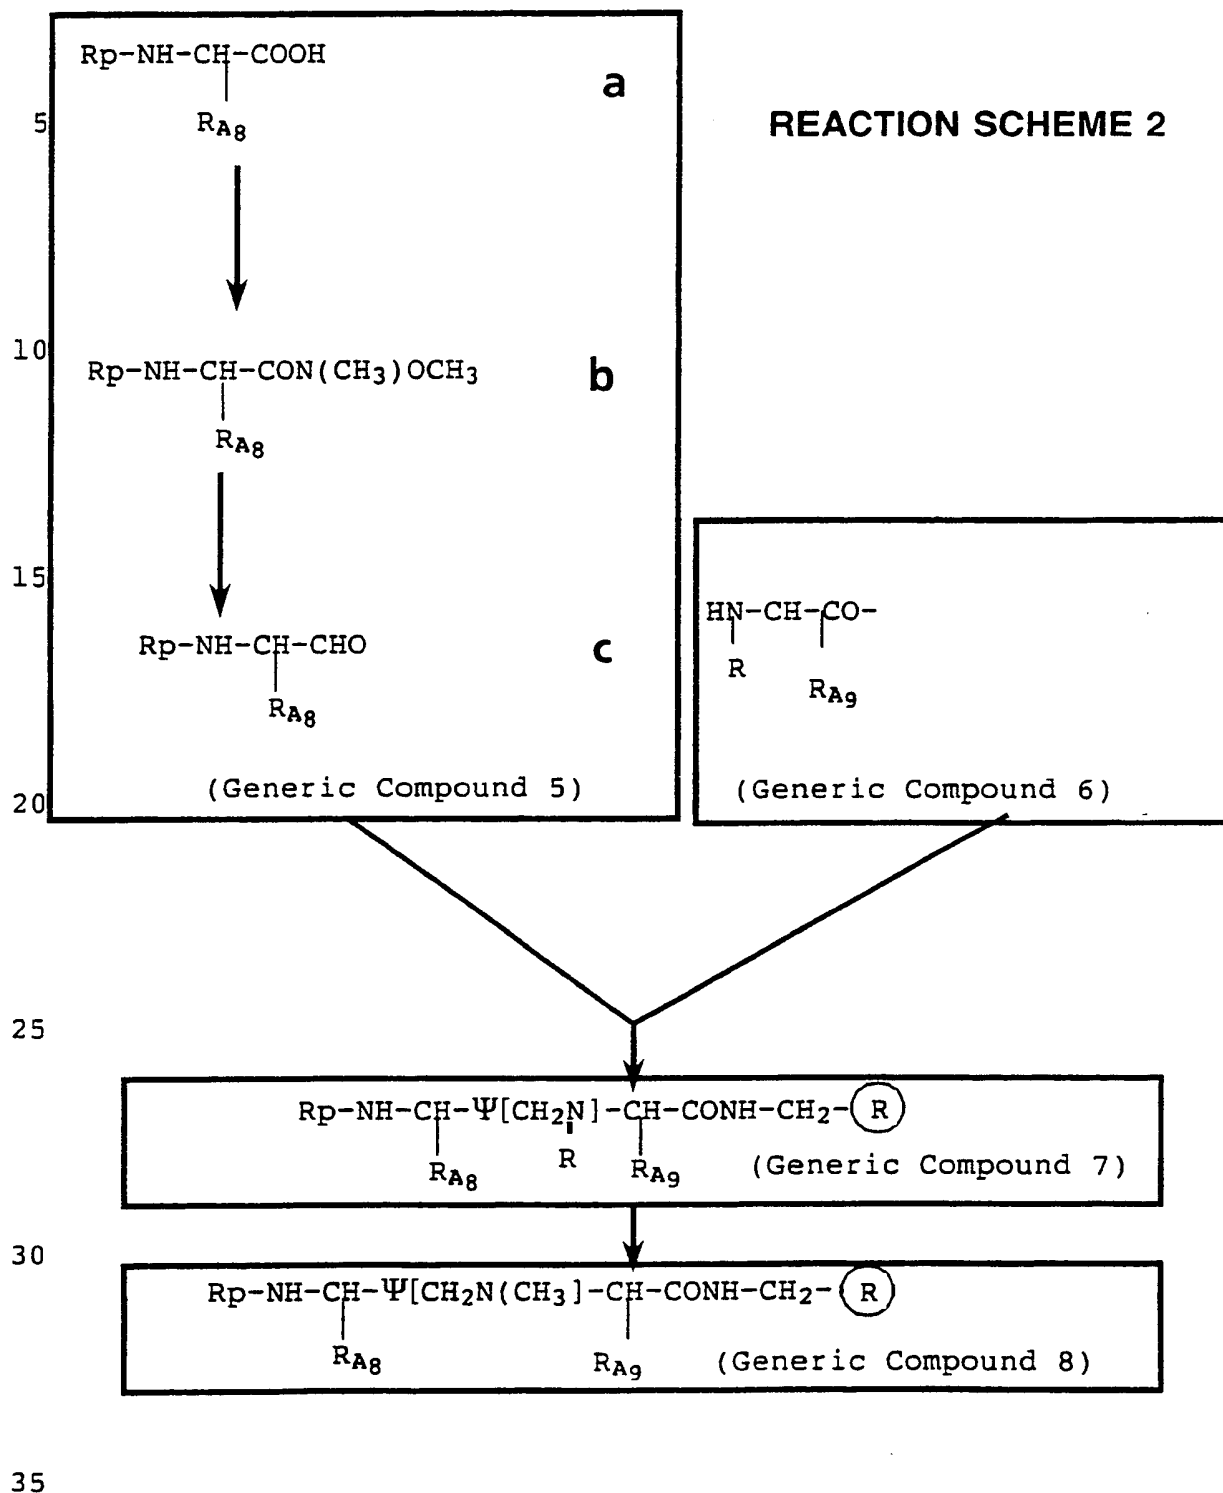 Rp-NH-CH-COOH
a
5
RA8
REACTION SCHEME 2
10
Rp-NH-CH-CON(CH3)OCH3
b
RA8
15
HN-CH-CO-
Rp-NH-CH-CHO
c
R
RA9
RA8
20
(Generic Compound 5)
(Generic Compound 6)
25
Rp-NH-CH-Ψ[CH2N]-CH-CONH-CH2-R
RA8
R
RA9
(Generic Compound 7)
30
Rp-NH-CH-Ψ[CH2N(CH3]-CH-CONH-CH2-R
RA8
RA9
(Generic Compound 8)
35